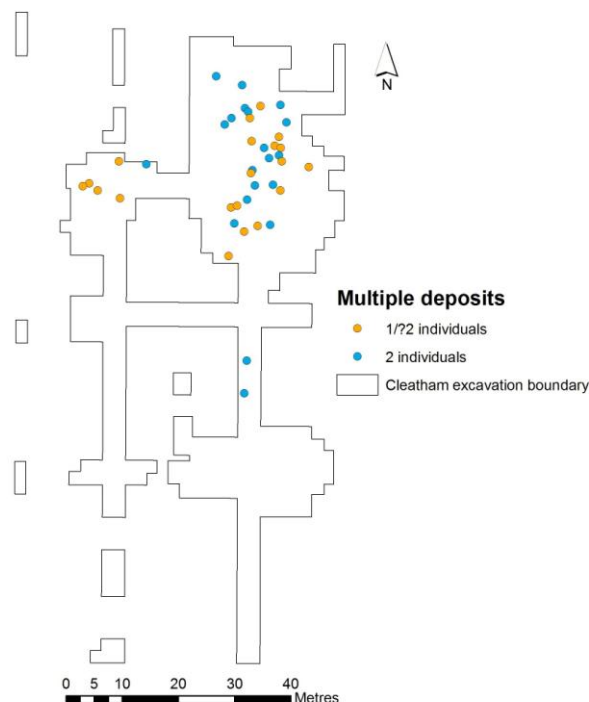 N
Multiple deposits
1/?2 individuals
2 individuals
Cleatham excavation boundary
0 5 10 20 30 40
Metres